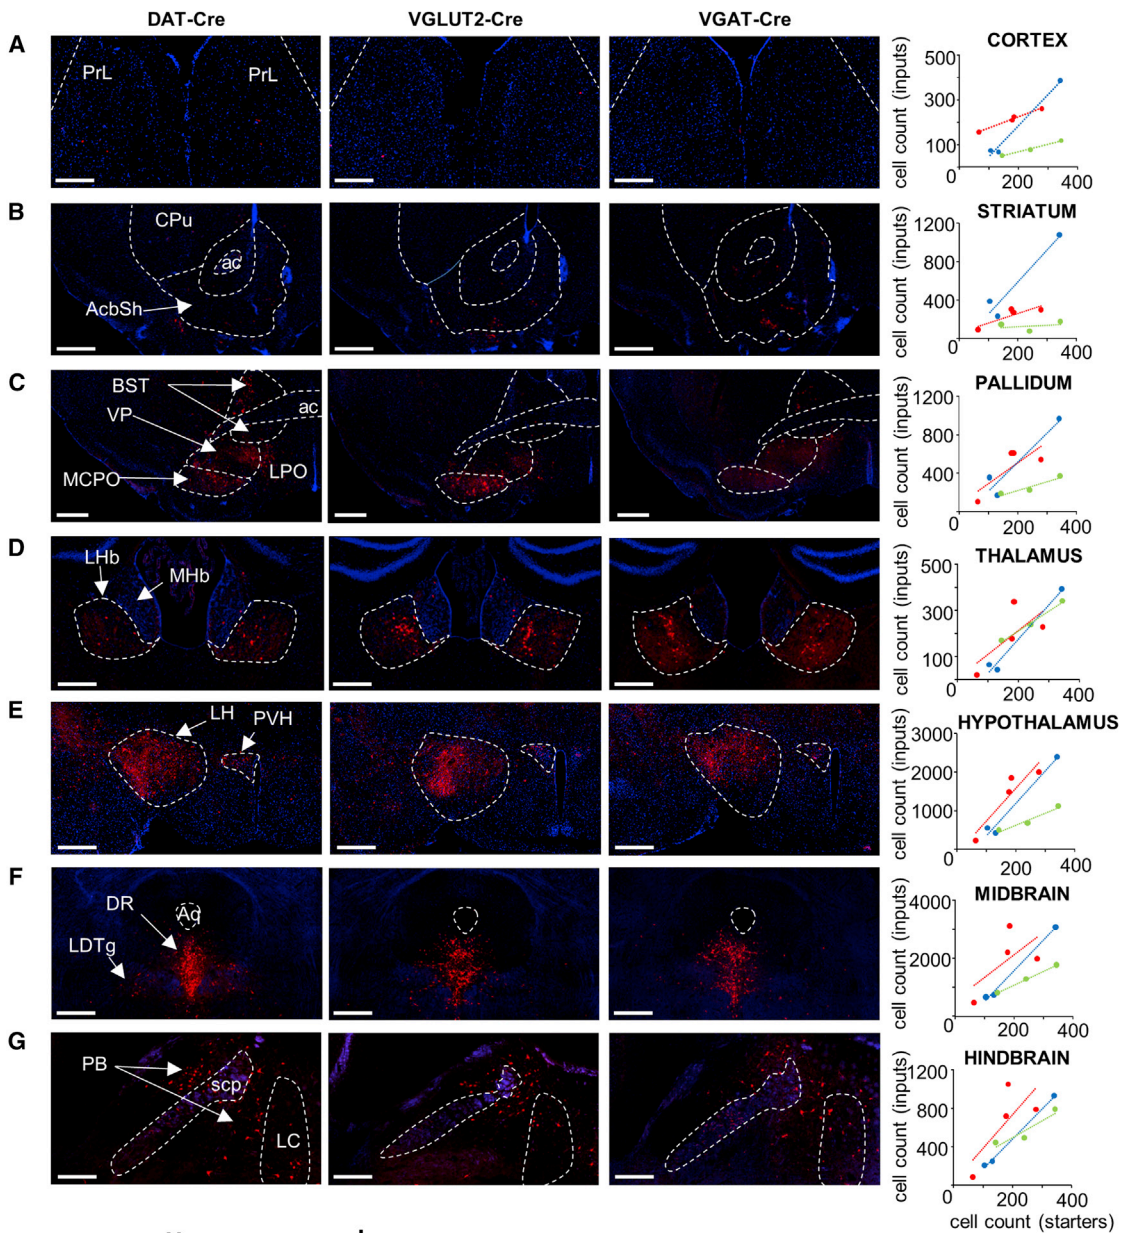 DAT-Cre VGLUT2-Cre VGAT-Cre
A
PrL PrL
CORTEX
cell count (inputs)
500
300
100
0 200 400
B
CPu
ac
AcbSh
STRIATUM
cell count (inputs)
1200
800
400
0 200 400
C
BST
ac
VP
LPO
MCPO
PALLIDUM
cell count (inputs)
1200
800
400
0 200 400
D
LHb
MHb
THALAMUS
cell count (inputs)
500
300
100
0 200 400
E
LH
PVH
HYPOTHALAMUS
cell count (inputs)
3000
2000
1000
0 200 400
F
DR
Aq
LDTg
MIDBRAIN
cell count (inputs)
4000
2000
0 200 400
G
PB
scp
LC
HINDBRAIN
cell count (inputs)
1200
800
400
0 200 400
cell count (starters)